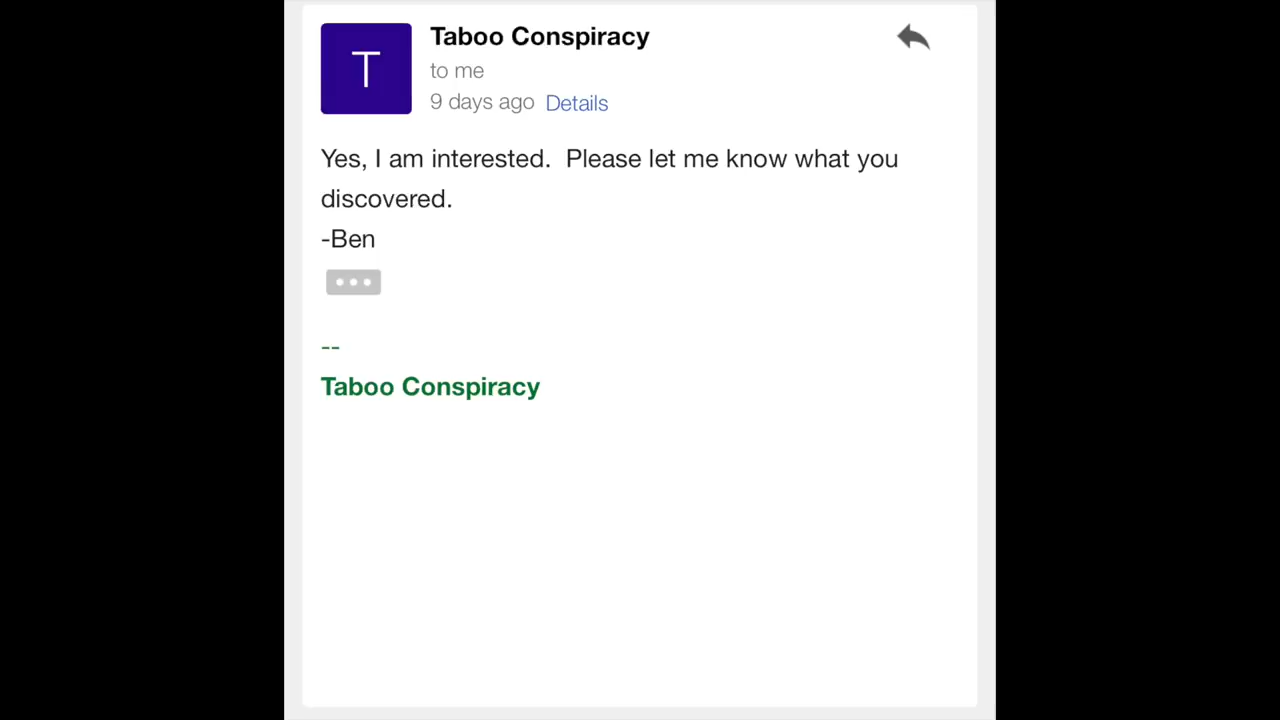 T
Taboo Conspiracy
to me
9 days ago Details
Yes, I am interested.  Please let me know what you
discovered.
-Ben
--
Taboo Conspiracy